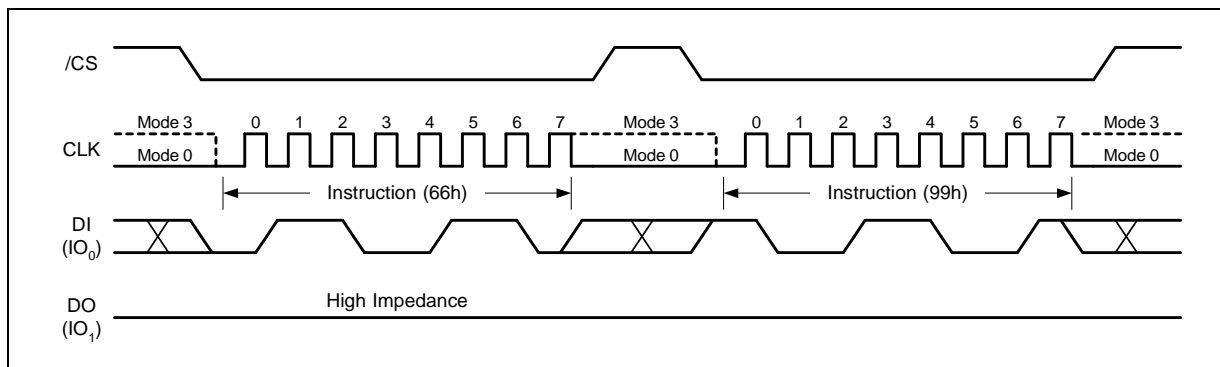 /CS
Mode 3 0 1 2 3 4 5 6 7 Mode 3 0 1 2 3 4 5 6 7 Mode 3
CLK Mode 0 Mode 0 Mode 0
Instruction (66h) Instruction (99h)
DI
(IO0)
High Impedance
DO
(IO1)